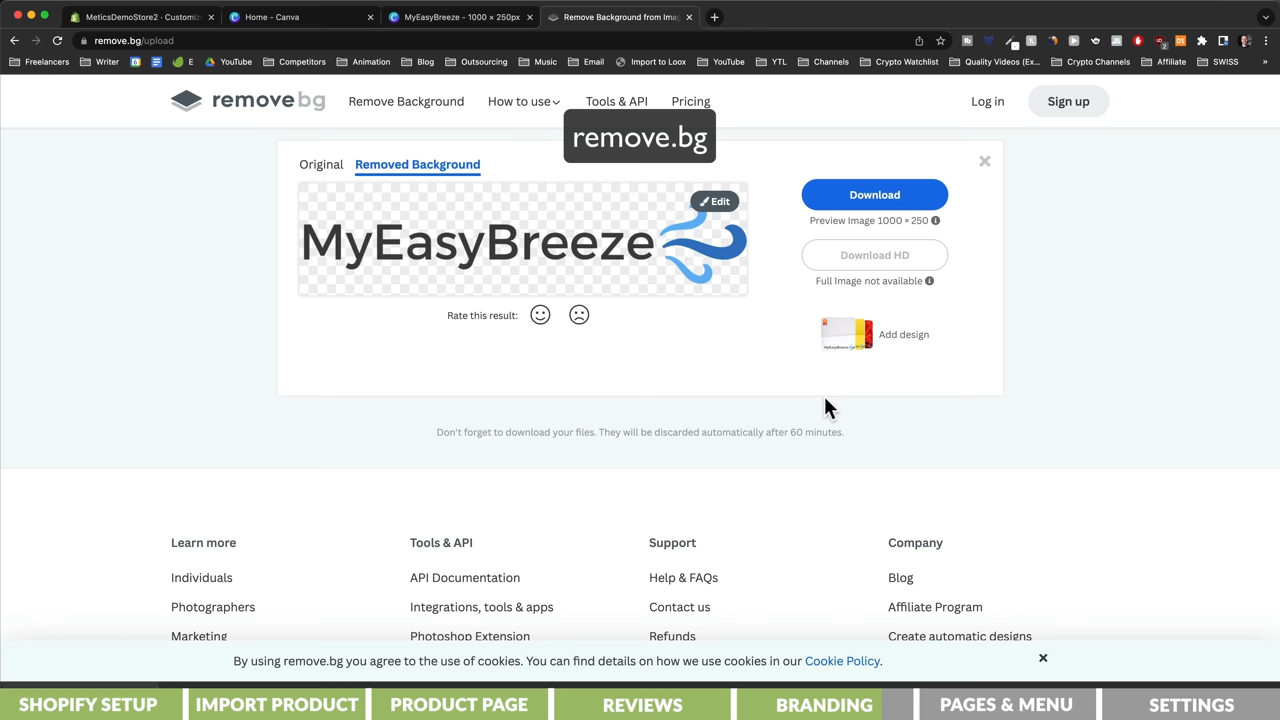 MeticsDemoStore2 · Customiz
Home - Canva
MyEasyBreeze - 1000 × 250px
Remove Background from Ima
remove.bg/upload
Freelancers
Writer
E
YouTube
Competitors
Animation
Blog
Outsourcing
Music
Email
Import to Loox
YouTube
YTL
Channels
Crypto Watchlist
Quality Videos (Ex...
Crypto Channels
Affiliate
SWISS
»
removebg
Remove Background
How to use
Tools & API
Pricing
Log in
Sign up
remove.bg
Original
Removed Background
Edit
MyEasyBreeze
Rate this result:
Download
Preview Image 1000 × 250
Download HD
Full Image not available
MyEasyBreeze
Add design
Don't forget to download your files. They will be discarded automatically after 60 minutes.
Learn more
Tools & API
Support
Company
Individuals
API Documentation
Help & FAQs
Blog
Photographers
Integrations, tools & apps
Contact us
Affiliate Program
Marketing
Photoshop Extension
Refunds
Create automatic designs
By using remove.bg you agree to the use of cookies. You can find details on how we use cookies in our Cookie Policy.
SHOPIFY SETUP
IMPORT PRODUCT
PRODUCT PAGE
REVIEWS
BRANDING
PAGES & MENU
SETTINGS